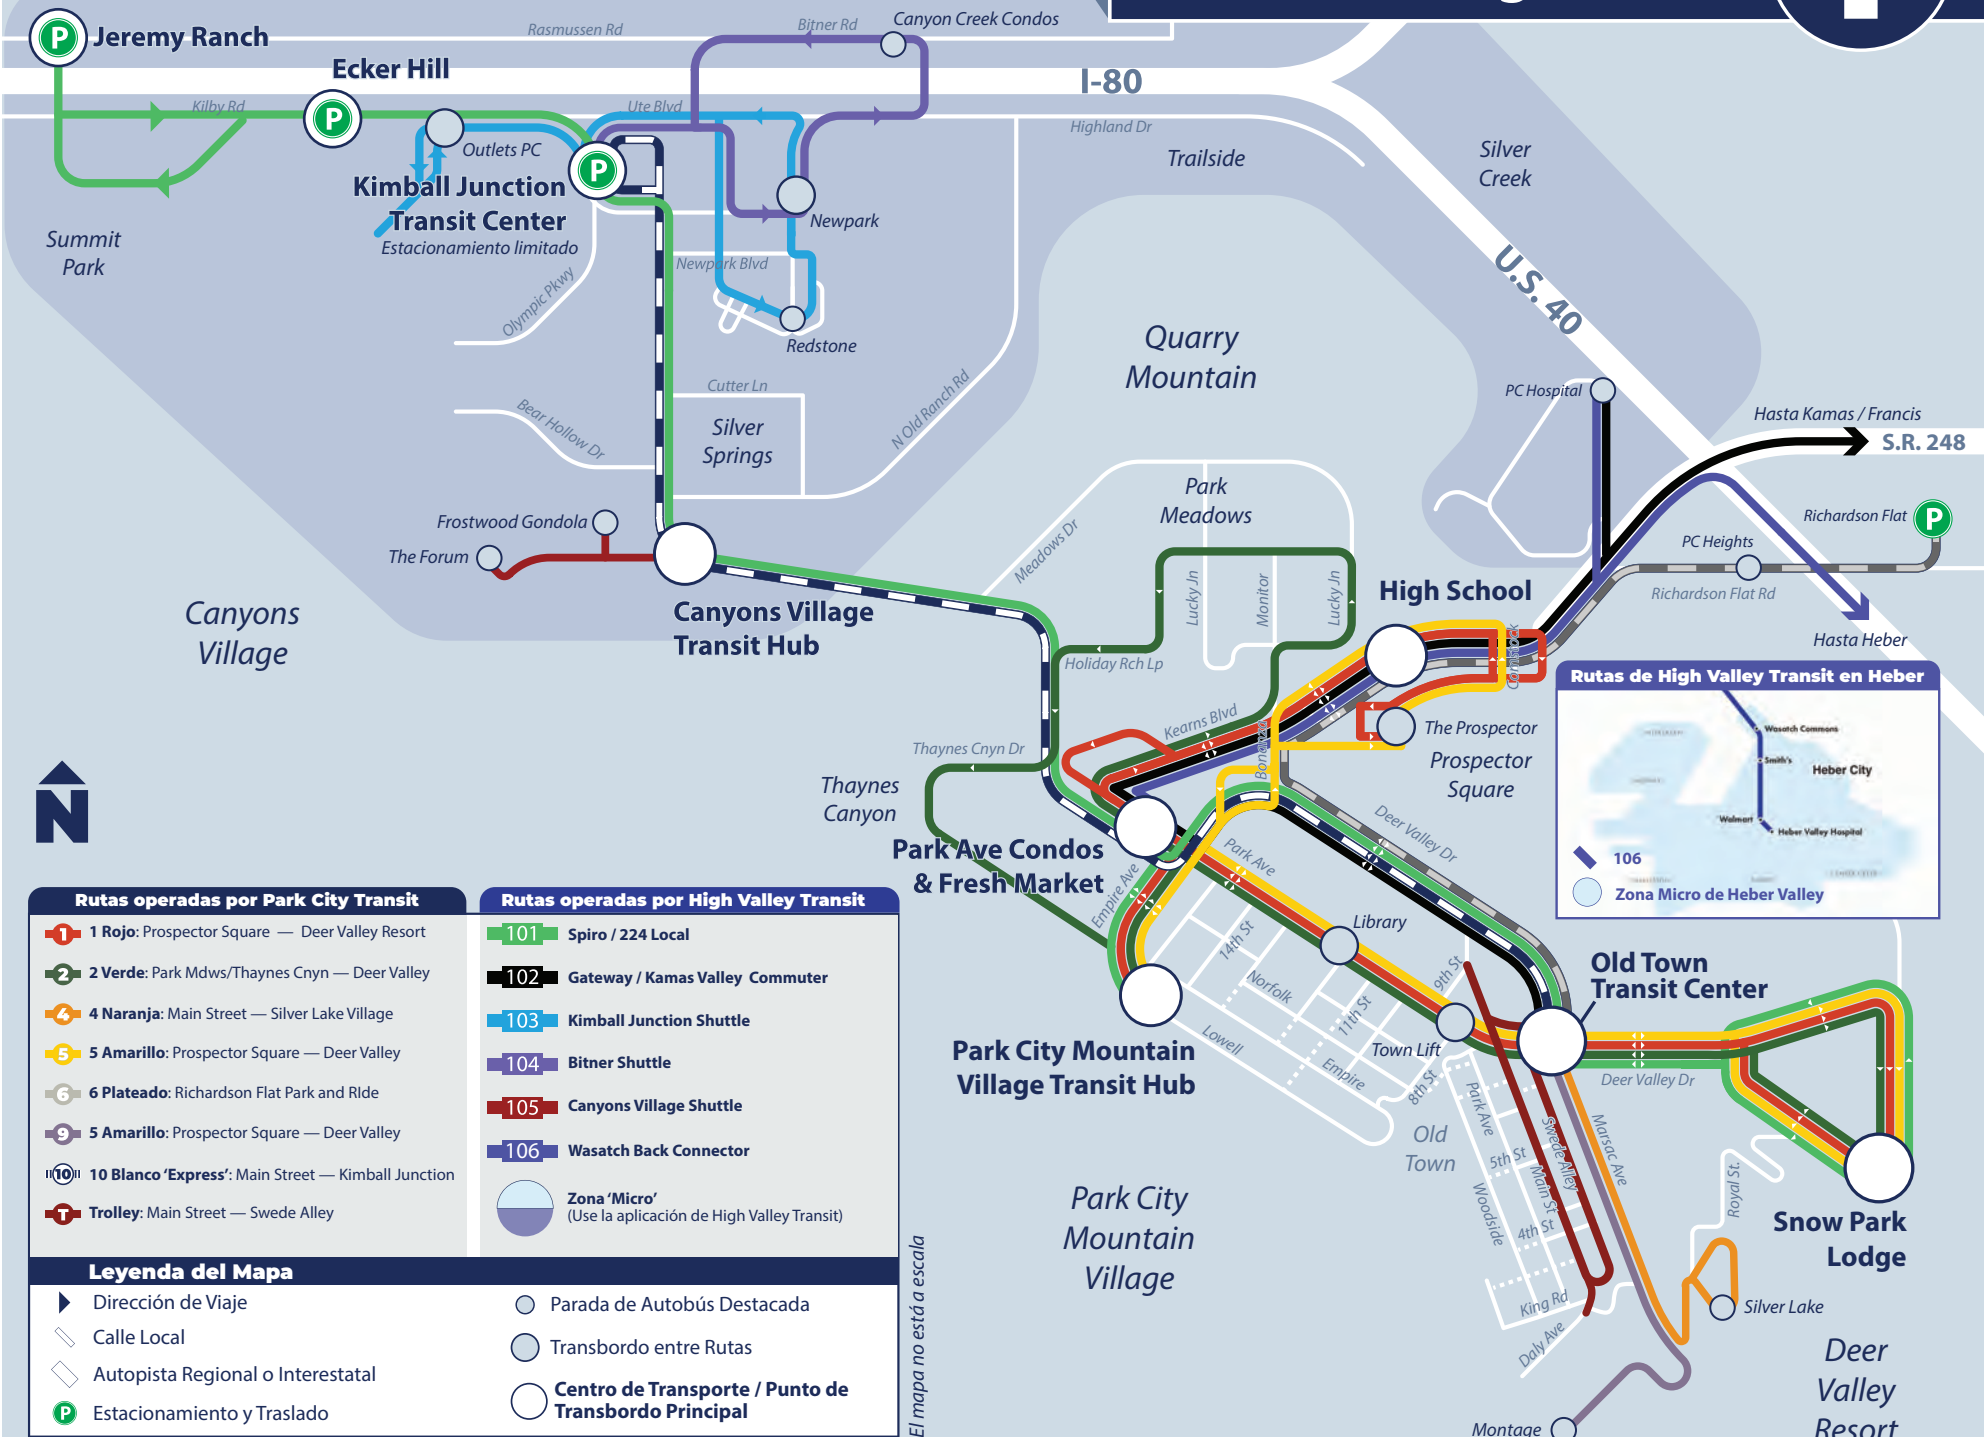 Jeremy Ranch
Ecker Hill
Rasmussen Rd
Bitner Rd
Canyon Creek Condos
I-80
Kilby Rd
Ute Blvd
Highland Dr
Outlets PC
Trailside
Silver
Creek
Kimball Junction
Transit Center
Estacionamiento limitado
Newpark
Summit
Park
Newpark Blvd
Olympic Pkwy
Redstone
U.S. 40
Quarry
Mountain
Cutter Ln
Bear Hollow Dr
Silver
Springs
N Old Ranch Rd
PC Hospital
Hasta Kamas / Francis
S.R. 248
Park
Meadows
Meadows Dr
Frostwood Gondola
The Forum
Richardson Flat
PC Heights
Richardson Flat Rd
Hasta Heber
Lucky Jn
Monitor
Lucky Jn
High School
Comstock
Canyons
Village
Canyons Village
Transit Hub
Holiday Rch Lp
Kearns Blvd
Bonanza
Thaynes Cnyn Dr
The Prospector
Prospector
Square
Thaynes
Canyon
Rutas de High Valley Transit en Heber
Wasatch Commons
Smith's
Heber City
Walmart
Heber Valley Hospital
106
Zona Micro de Heber Valley
N
Park Ave Condos
& Fresh Market
Deer Valley Dr
Park Ave
Empire Ave
Library
14th St
Norfolk
11th St
9th St
Lowell
Empire
8th St
Town Lift
Old Town
Transit Center
Park City Mountain
Village Transit Hub
Deer Valley Dr
Old
Town
Park Ave
5th St
Woodside
4th St
Main St
Swede Alley
Marsac Ave
King Rd
Daly Ave
Royal St.
Snow Park
Lodge
Silver Lake
Park City
Mountain
Village
Deer
Valley
Resort
Montage
Rutas operadas por Park City Transit
1 1 Rojo: Prospector Square — Deer Valley Resort
2 2 Verde: Park Mdws/Thaynes Cnyn — Deer Valley
4 4 Naranja: Main Street — Silver Lake Village
5 5 Amarillo: Prospector Square — Deer Valley
6 6 Plateado: Richardson Flat Park and RIde
9 5 Amarillo: Prospector Square — Deer Valley
10 10 Blanco ‘Express’: Main Street — Kimball Junction
T Trolley: Main Street — Swede Alley
Rutas operadas por High Valley Transit
101 Spiro / 224 Local
102 Gateway / Kamas Valley Commuter
103 Kimball Junction Shuttle
104 Bitner Shuttle
105 Canyons Village Shuttle
106 Wasatch Back Connector
Zona ‘Micro’
(Use la aplicación de High Valley Transit)
Leyenda del Mapa
Dirección de Viaje
Calle Local
Autopista Regional o Interestatal
P Estacionamiento y Traslado
Parada de Autobús Destacada
Transbordo entre Rutas
Centro de Transporte / Punto de
Transbordo Principal
El mapa no está a escala